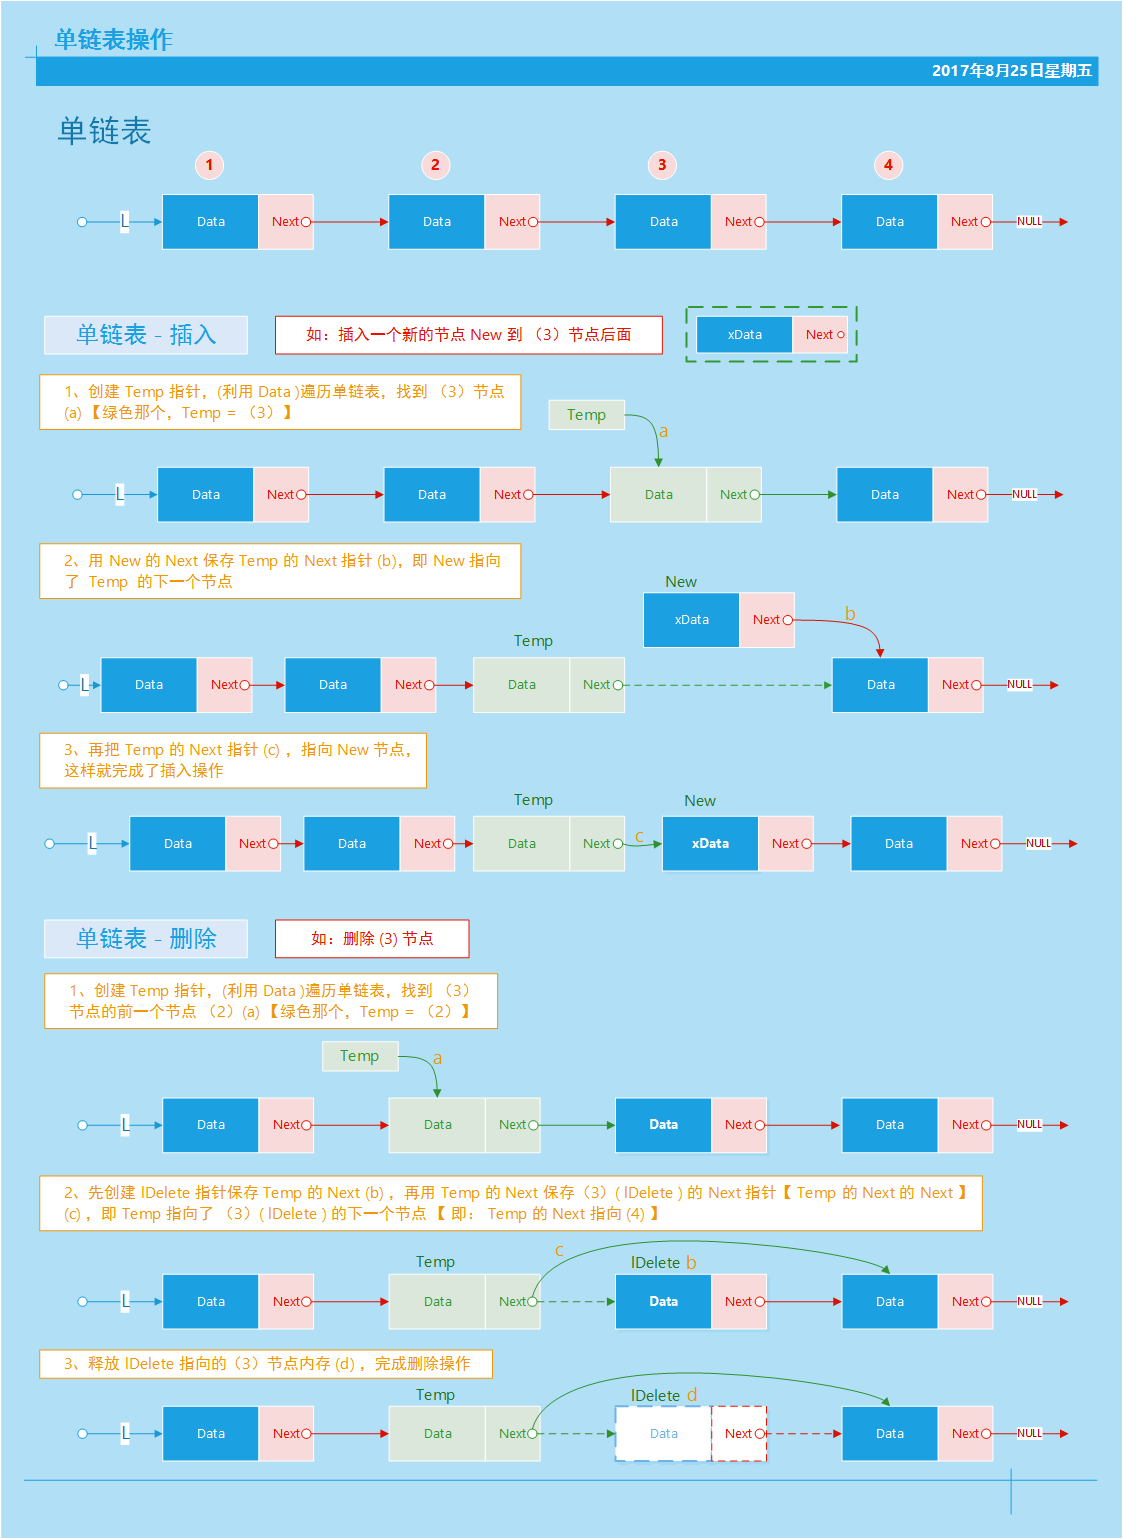 单链表操作
2017年8月25日星期五
单链表
1 2 3 4
L Data Next Data Next Data Next Data Next NULL
单链表 - 插入
如：插入一个新的节点 New 到 （3）节点后面
xData Next
1、创建 Temp 指针，(利用 Data )遍历单链表，找到 （3）节点
(a) 【绿色那个，Temp = （3）】
Temp
a
L Data Next Data Next Data Next Data Next NULL
2、用 New 的 Next 保存 Temp 的 Next 指针 (b)，即 New 指向
了 Temp 的下一个节点
New
xData Next b
Temp
L Data Next Data Next Data Next Data Next NULL
3、再把 Temp 的 Next 指针 (c) ，指向 New 节点，
这样就完成了插入操作
Temp New
L Data Next Data Next Data Next c xData Next Data Next NULL
单链表 - 删除
如：删除 (3) 节点
1、创建 Temp 指针，(利用 Data )遍历单链表，找到 （3）
节点的前一个节点 （2）(a) 【绿色那个，Temp = （2）】
Temp a
L Data Next Data Next Data Next Data Next NULL
2、先创建 lDelete 指针保存 Temp 的 Next (b) ，再用 Temp 的 Next 保存（3）( lDelete ) 的 Next 指针【 Temp 的 Next 的 Next 】
(c) ，即 Temp 指向了 （3）( lDelete ) 的下一个节点 【 即： Temp 的 Next 指向 (4) 】
c
Temp lDelete b
L Data Next Data Next Data Next Data Next NULL
3、释放 lDelete 指向的（3）节点内存 (d) ，完成删除操作
Temp lDelete d
L Data Next Data Next Data Next Data Next NULL